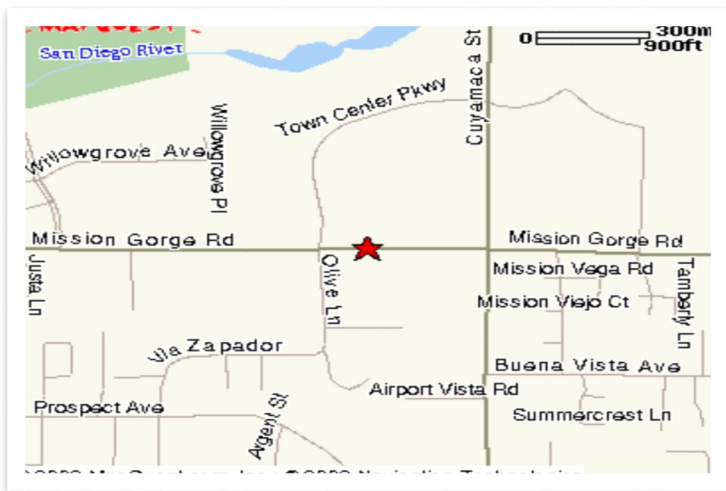 MAPQUEST
300m
San Diego River
0
900ft
Cuyamaca St
Town Center Pkwy
Willowgrove Pl
Willowgrove Ave
Mission Gorge Rd
Mission Gorge Rd
Justa Ln
Olive Ln
Mission Vega Rd
Tamberly Ln
Mission Viejo Ct
Via Zapador
Buena Vista Ave
Airport Vista Rd
Prospect Ave
Argent St
Summercrest Ln